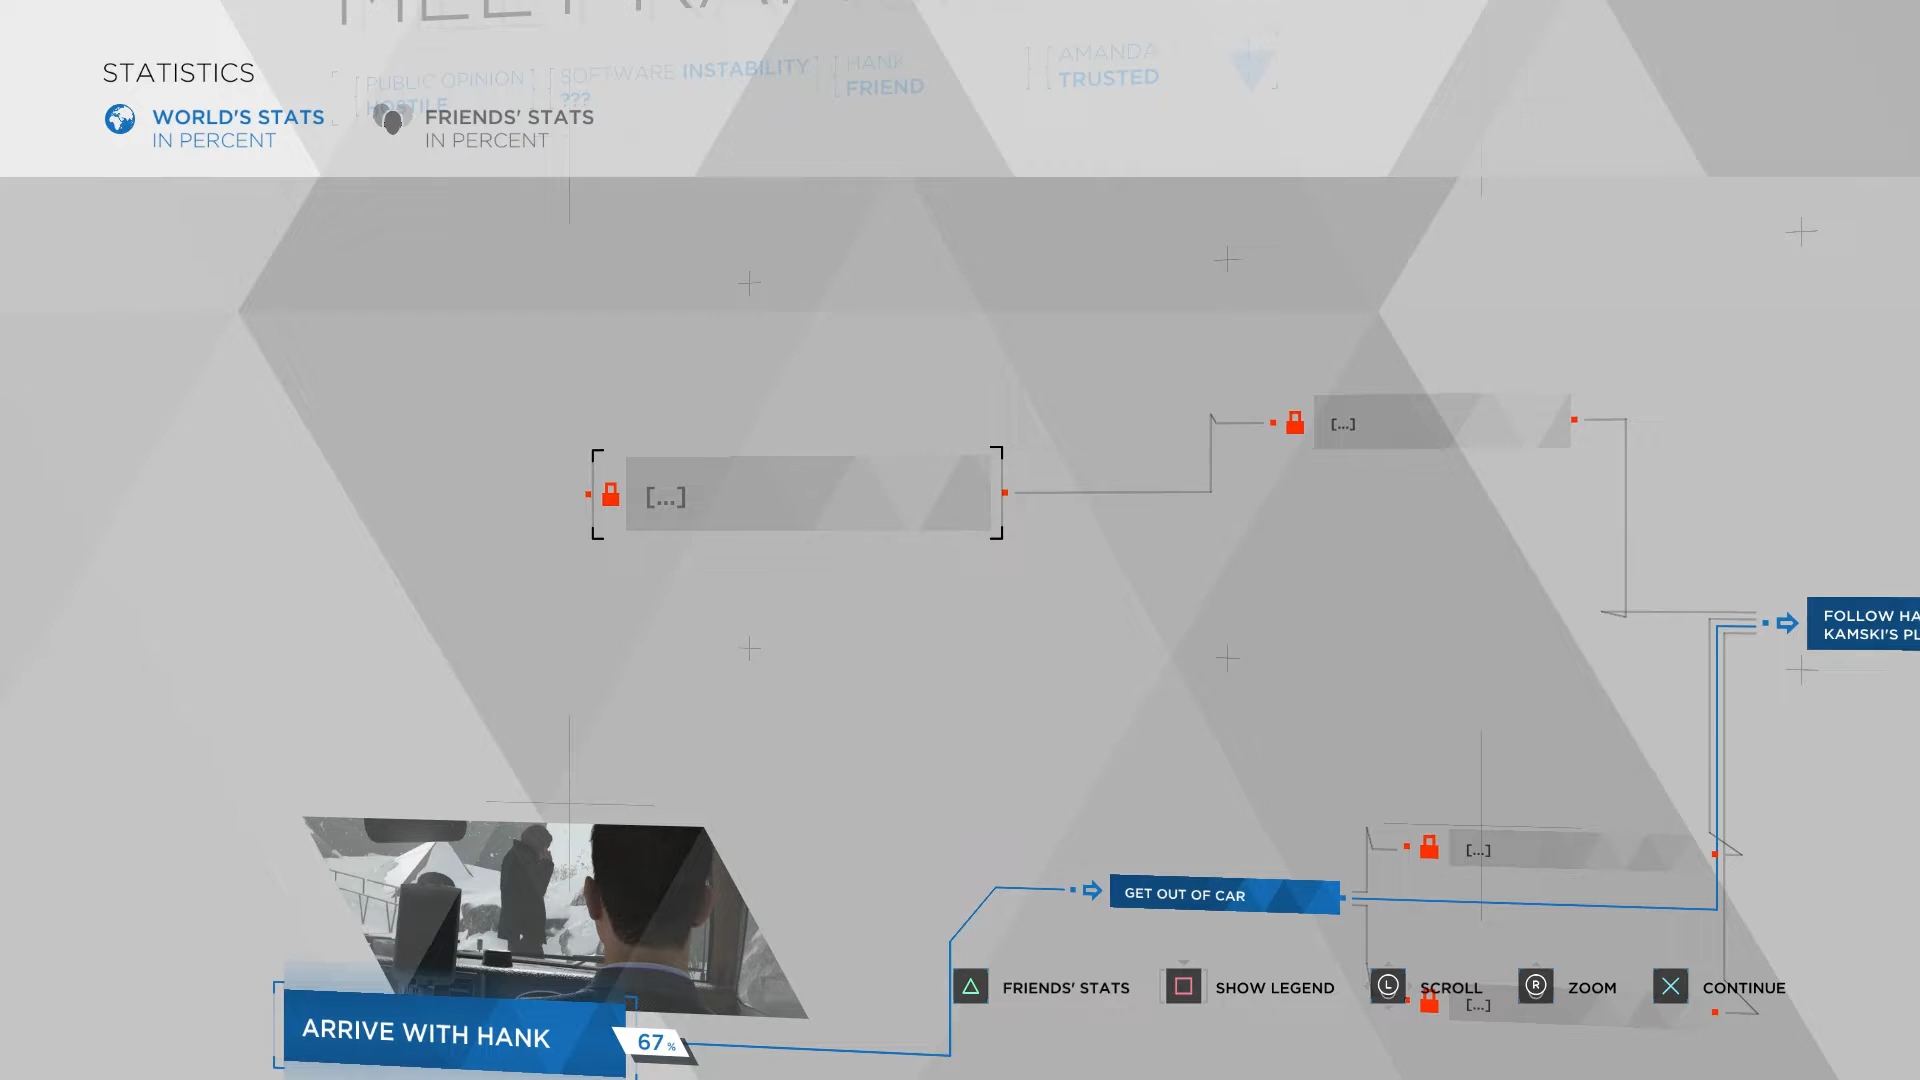 STATISTICS
WORLD'S STATS
IN PERCENT
FRIENDS' STATS
IN PERCENT
PUBLIC OPINION
HOSTILE
SOFTWARE INSTABILITY
???
HANK
FRIEND
AMANDA
TRUSTED
[...]
[...]
FOLLOW HA
KAMSKI'S PL
[...]
GET OUT OF CAR
[...]
ARRIVE WITH HANK
67%
FRIENDS' STATS
SHOW LEGEND
L
SCROLL
R
ZOOM
CONTINUE